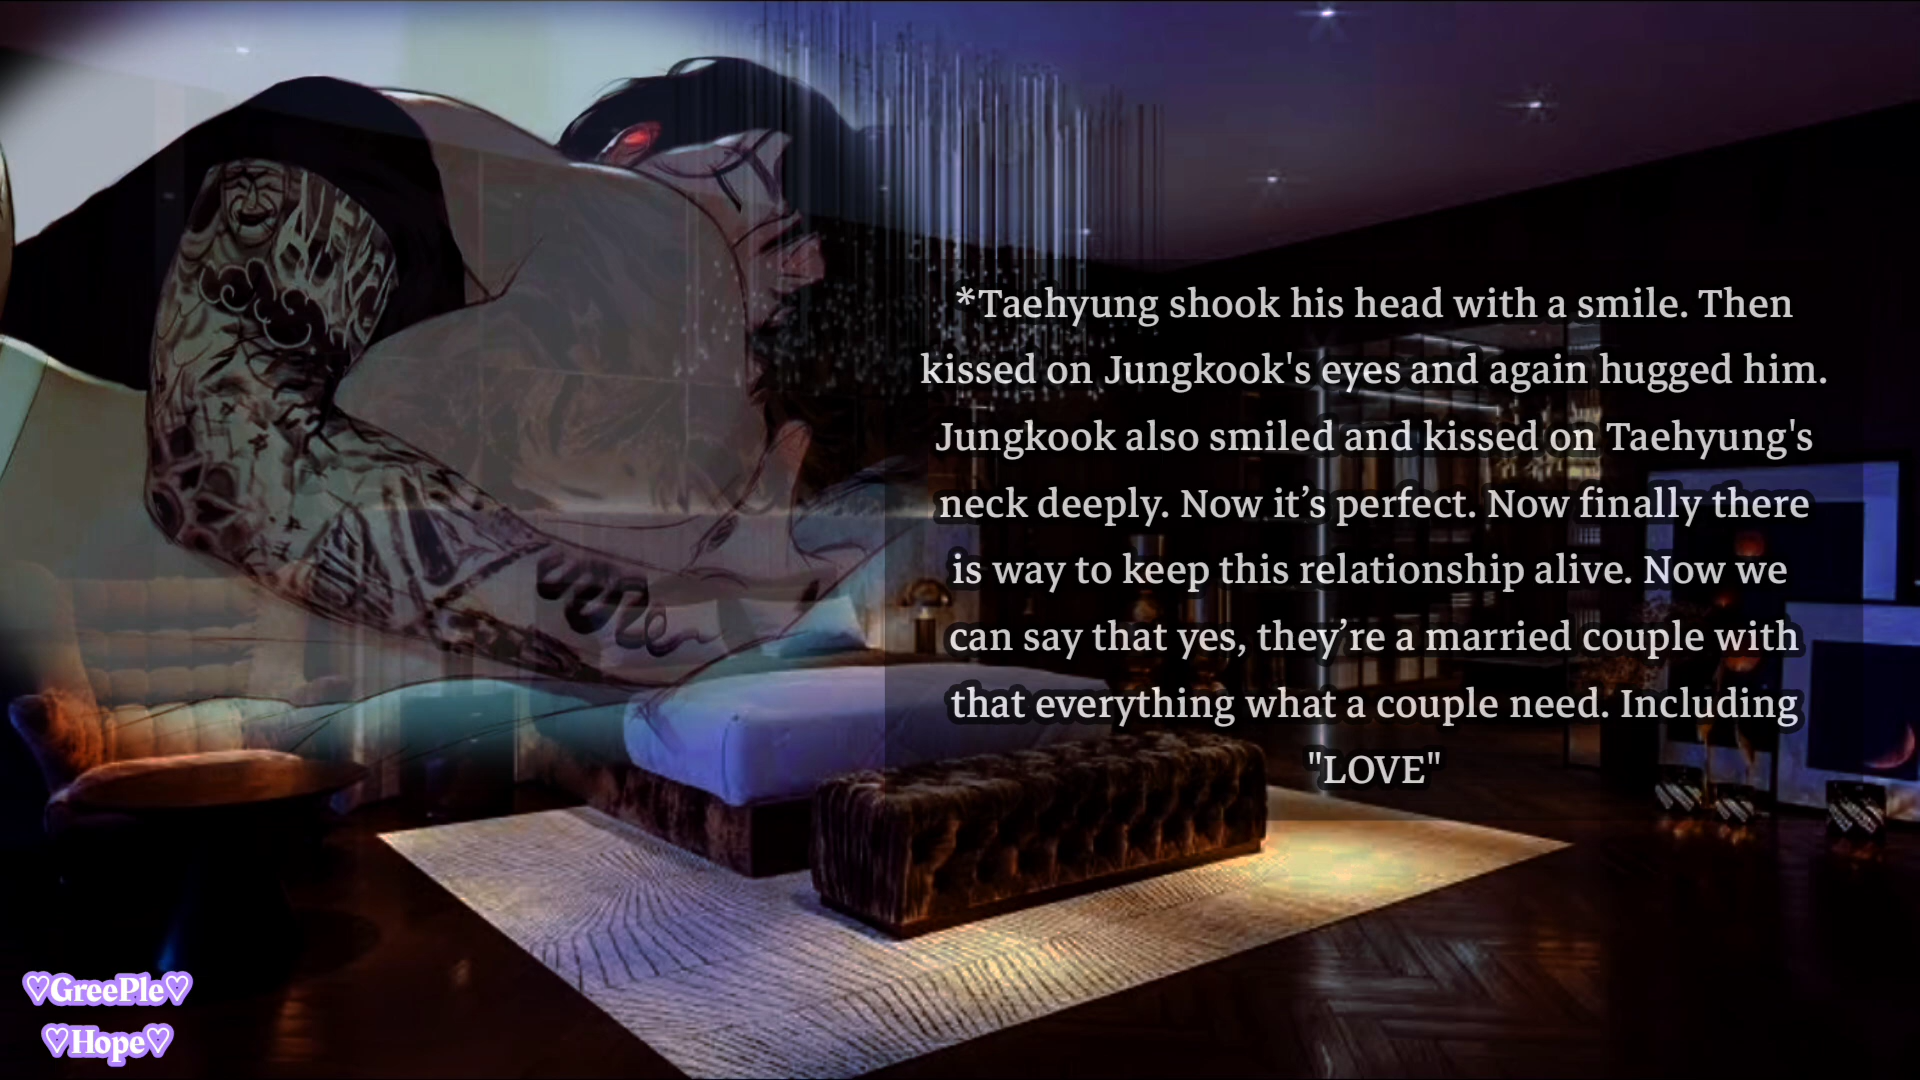 *Taehyung shook his head with a smile. Then
kissed on Jungkook's eyes and again hugged him.
Jungkook also smiled and kissed on Taehyung's
neck deeply. Now it’s perfect. Now finally there
is way to keep this relationship alive. Now we
can say that yes, they’re a married couple with
that everything what a couple need. Including
"LOVE"
♡GreePle♡
♡Hope♡